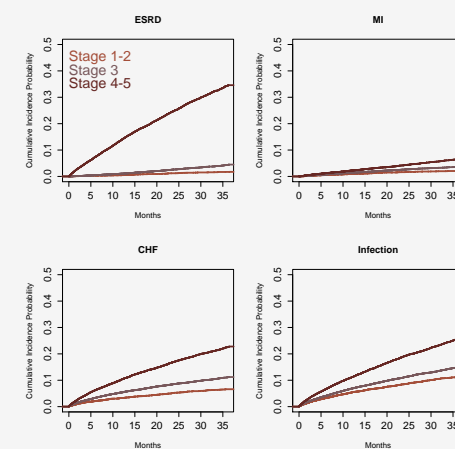 ESRD
Cumulative Incidence Probability
0.0 0.1 0.2 0.3 0.4 0.5
Stage 1-2
Stage 3
Stage 4-5
0 5 10 15 20 25 30 35
Months
MI
Cumulative Incidence Probability
0.0 0.1 0.2 0.3 0.4 0.5
0 5 10 15 20 25 30 35
Months
CHF
Cumulative Incidence Probability
0.0 0.1 0.2 0.3 0.4 0.5
0 5 10 15 20 25 30 35
Months
Infection
Cumulative Incidence Probability
0.0 0.1 0.2 0.3 0.4 0.5
0 5 10 15 20 25 30 35
Months